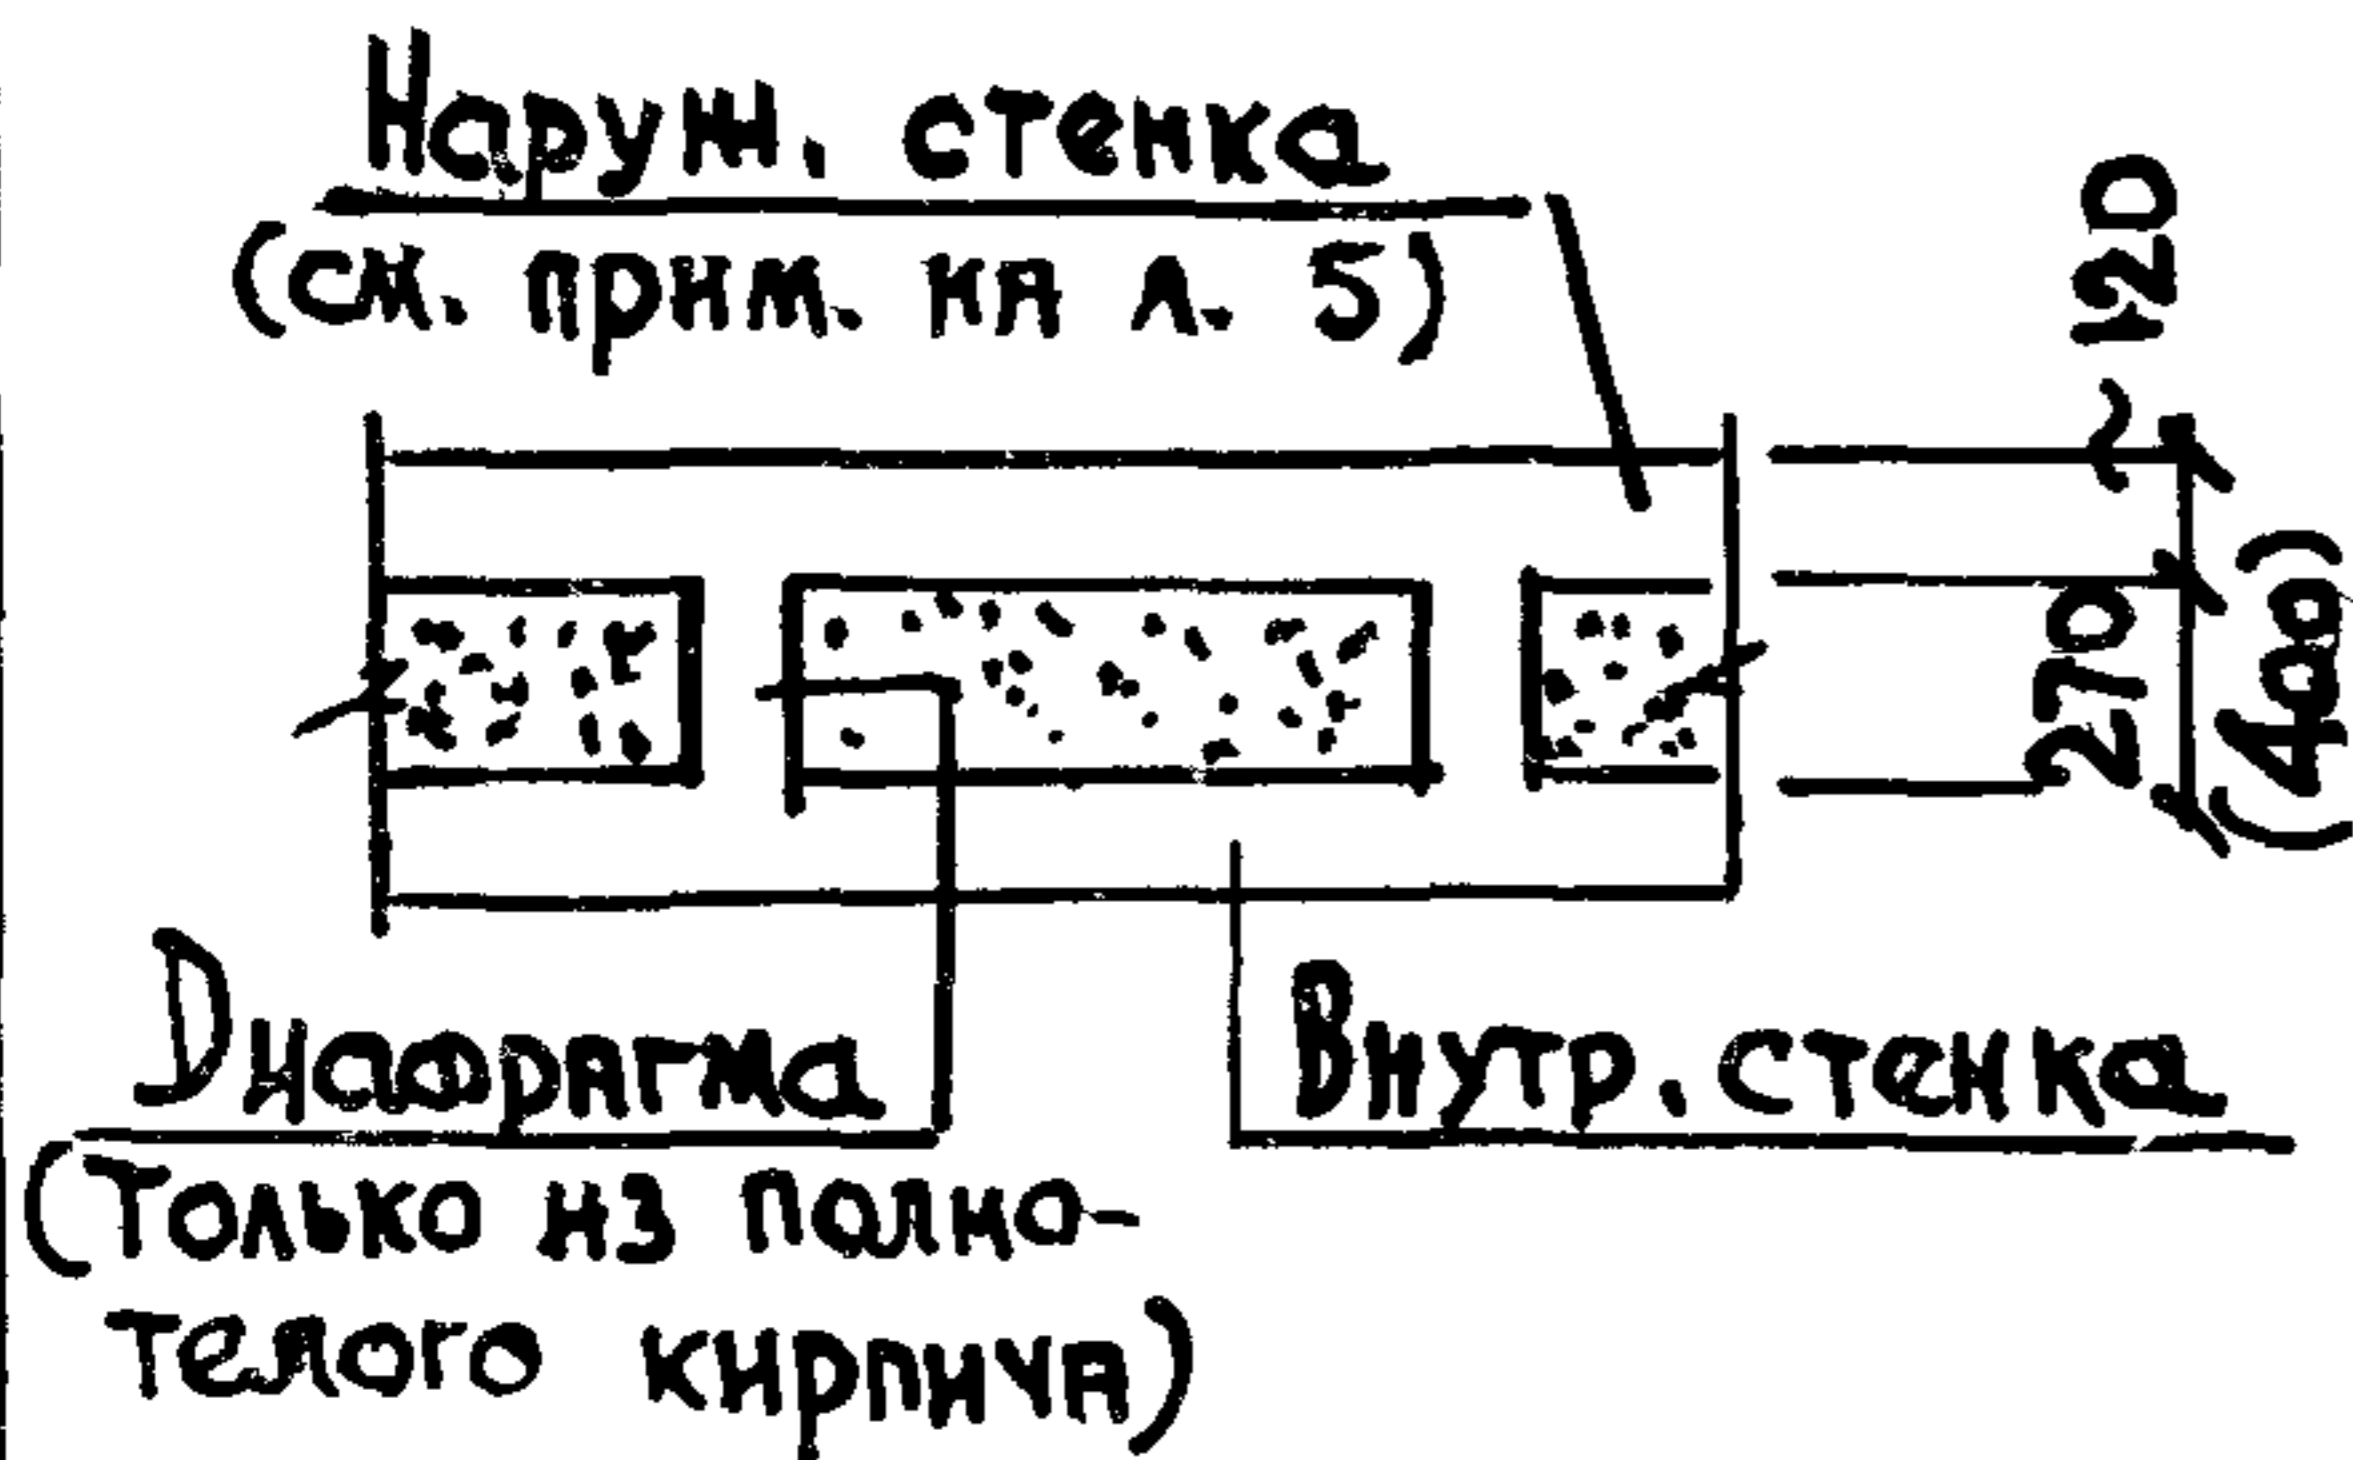 Наруж. стенка
(см. прим. на л. 5)
120
270
(400)
Диафрагма
(Только из полно-
телого кирпича)
Внутр. стенка